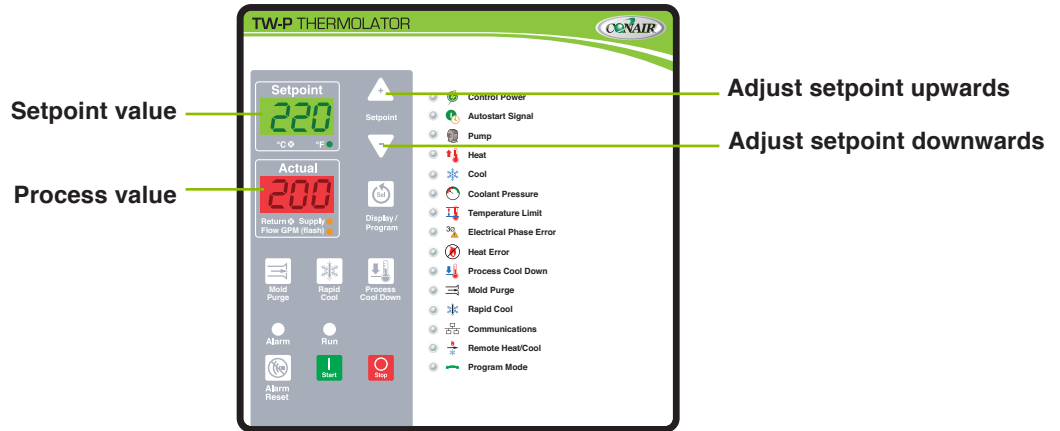 TW-P THERMOLATOR
CONAIR
Setpoint value
Setpoint
220
°C °F
Process value
Actual
200
Return Supply
Flow GPM (flash)
+
Setpoint
-
Adjust setpoint upwards
Adjust setpoint downwards
Sel
Display/
Program
Mold
Purge
Rapid
Cool
Process
Cool Down
Alarm
Run
Alarm
Reset
Start
Stop
Control Power
Autostart Signal
Pump
Heat
Cool
Coolant Pressure
Temperature Limit
3Ø
Electrical Phase Error
Heat Error
Process Cool Down
Mold Purge
Rapid Cool
Communications
Remote Heat/Cool
Program Mode